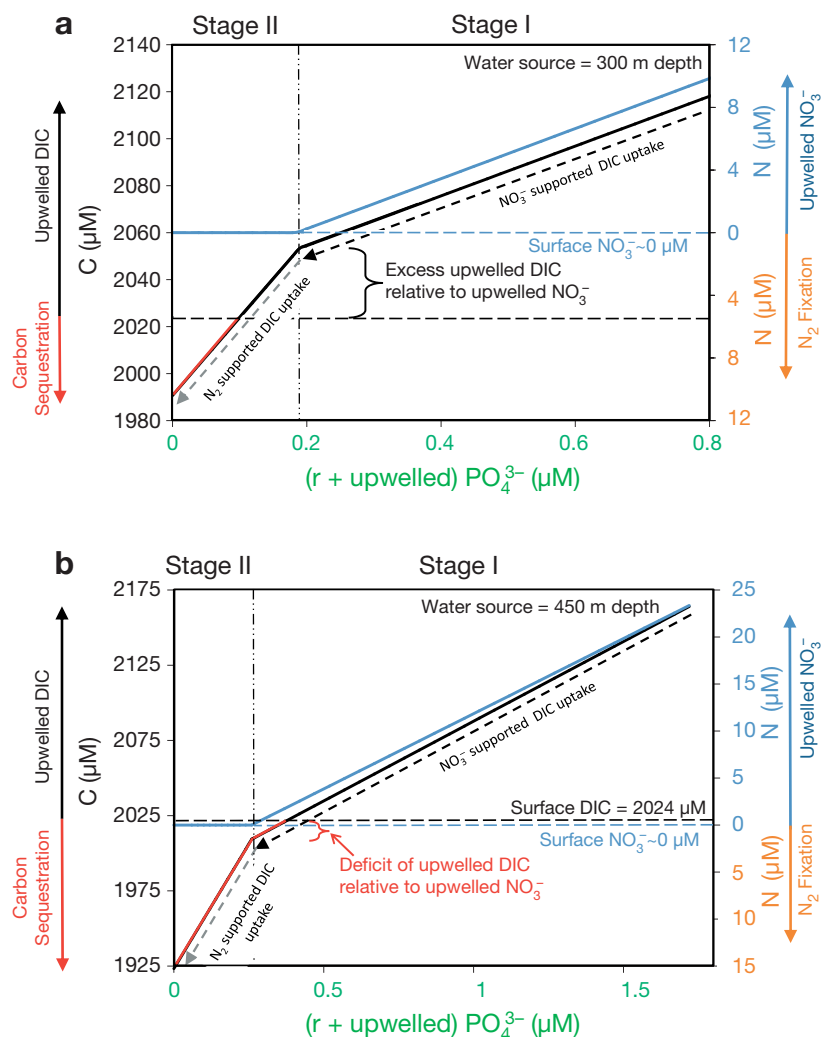 a
Stage II
Stage I
Water source = 300 m depth
2140
2120
2100
2080
2060
2040
2020
2000
1980
C (µM)
Upwelled DIC
Carbon
Sequestration
NO₃⁻ supported DIC uptake
Surface NO₃⁻~0 µM
Excess upwelled DIC
relative to upwelled NO₃⁻
N₂ supported DIC uptake
12
8
4
0
4
8
12
N (µM)
N (µM)
Upwelled NO₃⁻
N₂ Fixation
0
0.2
0.4
0.6
0.8
(r + upwelled) PO₄³⁻ (µM)
b
Stage II
Stage I
Water source = 450 m depth
2175
2125
2075
2025
1975
1925
C (µM)
Upwelled DIC
Carbon
Sequestration
NO₃⁻ supported DIC uptake
Surface DIC = 2024 µM
Surface NO₃⁻~0 µM
Deficit of upwelled DIC
relative to upwelled NO₃⁻
N₂ supported DIC
uptake
25
20
15
10
5
0
5
10
15
N (µM)
N (µM)
Upwelled NO₃⁻
N₂ Fixation
0
0.5
1
1.5
(r + upwelled) PO₄³⁻ (µM)